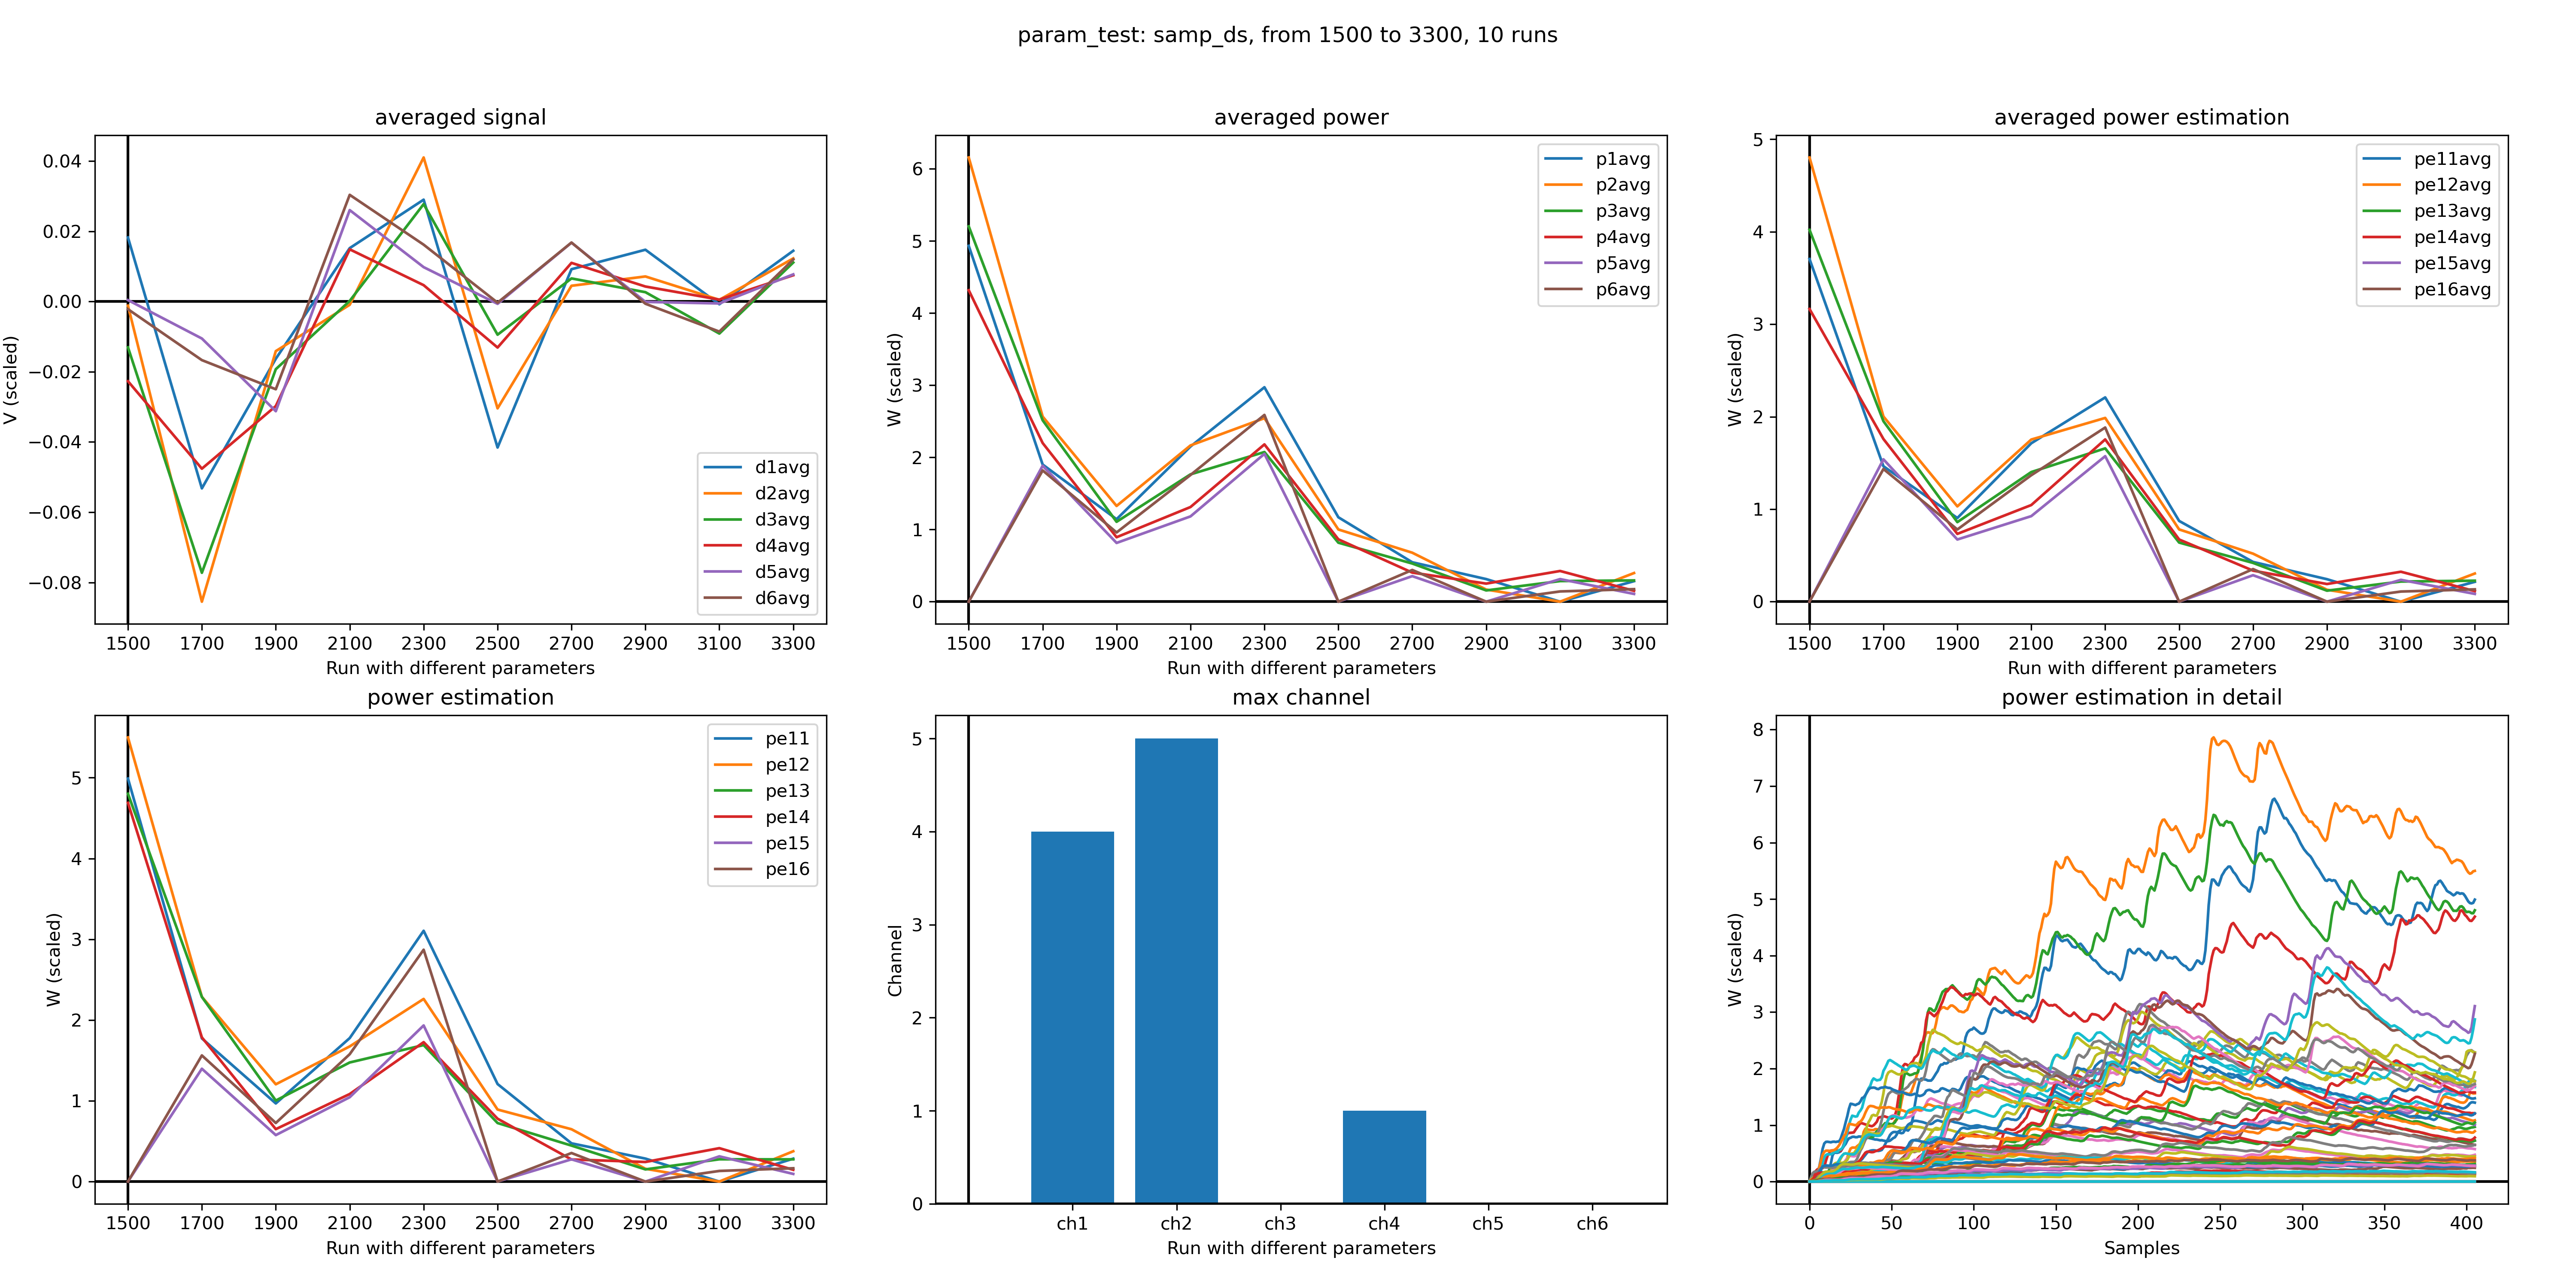 param_test: samp_ds, from 1500 to 3300, 10 runs
averaged signal
V (scaled)
0.04
0.02
0.00
−0.02
−0.04
−0.06
−0.08
d1avg
d2avg
d3avg
d4avg
d5avg
d6avg
1500 1700 1900 2100 2300 2500 2700 2900 3100 3300
Run with different parameters
averaged power
W (scaled)
6
5
4
3
2
1
0
p1avg
p2avg
p3avg
p4avg
p5avg
p6avg
1500 1700 1900 2100 2300 2500 2700 2900 3100 3300
Run with different parameters
averaged power estimation
W (scaled)
5
4
3
2
1
0
pe11avg
pe12avg
pe13avg
pe14avg
pe15avg
pe16avg
1500 1700 1900 2100 2300 2500 2700 2900 3100 3300
Run with different parameters
power estimation
W (scaled)
5
4
3
2
1
0
pe11
pe12
pe13
pe14
pe15
pe16
1500 1700 1900 2100 2300 2500 2700 2900 3100 3300
Run with different parameters
max channel
Channel
5
4
3
2
1
0
ch1 ch2 ch3 ch4 ch5 ch6
Run with different parameters
power estimation in detail
W (scaled)
8
7
6
5
4
3
2
1
0
0 50 100 150 200 250 300 350 400
Samples